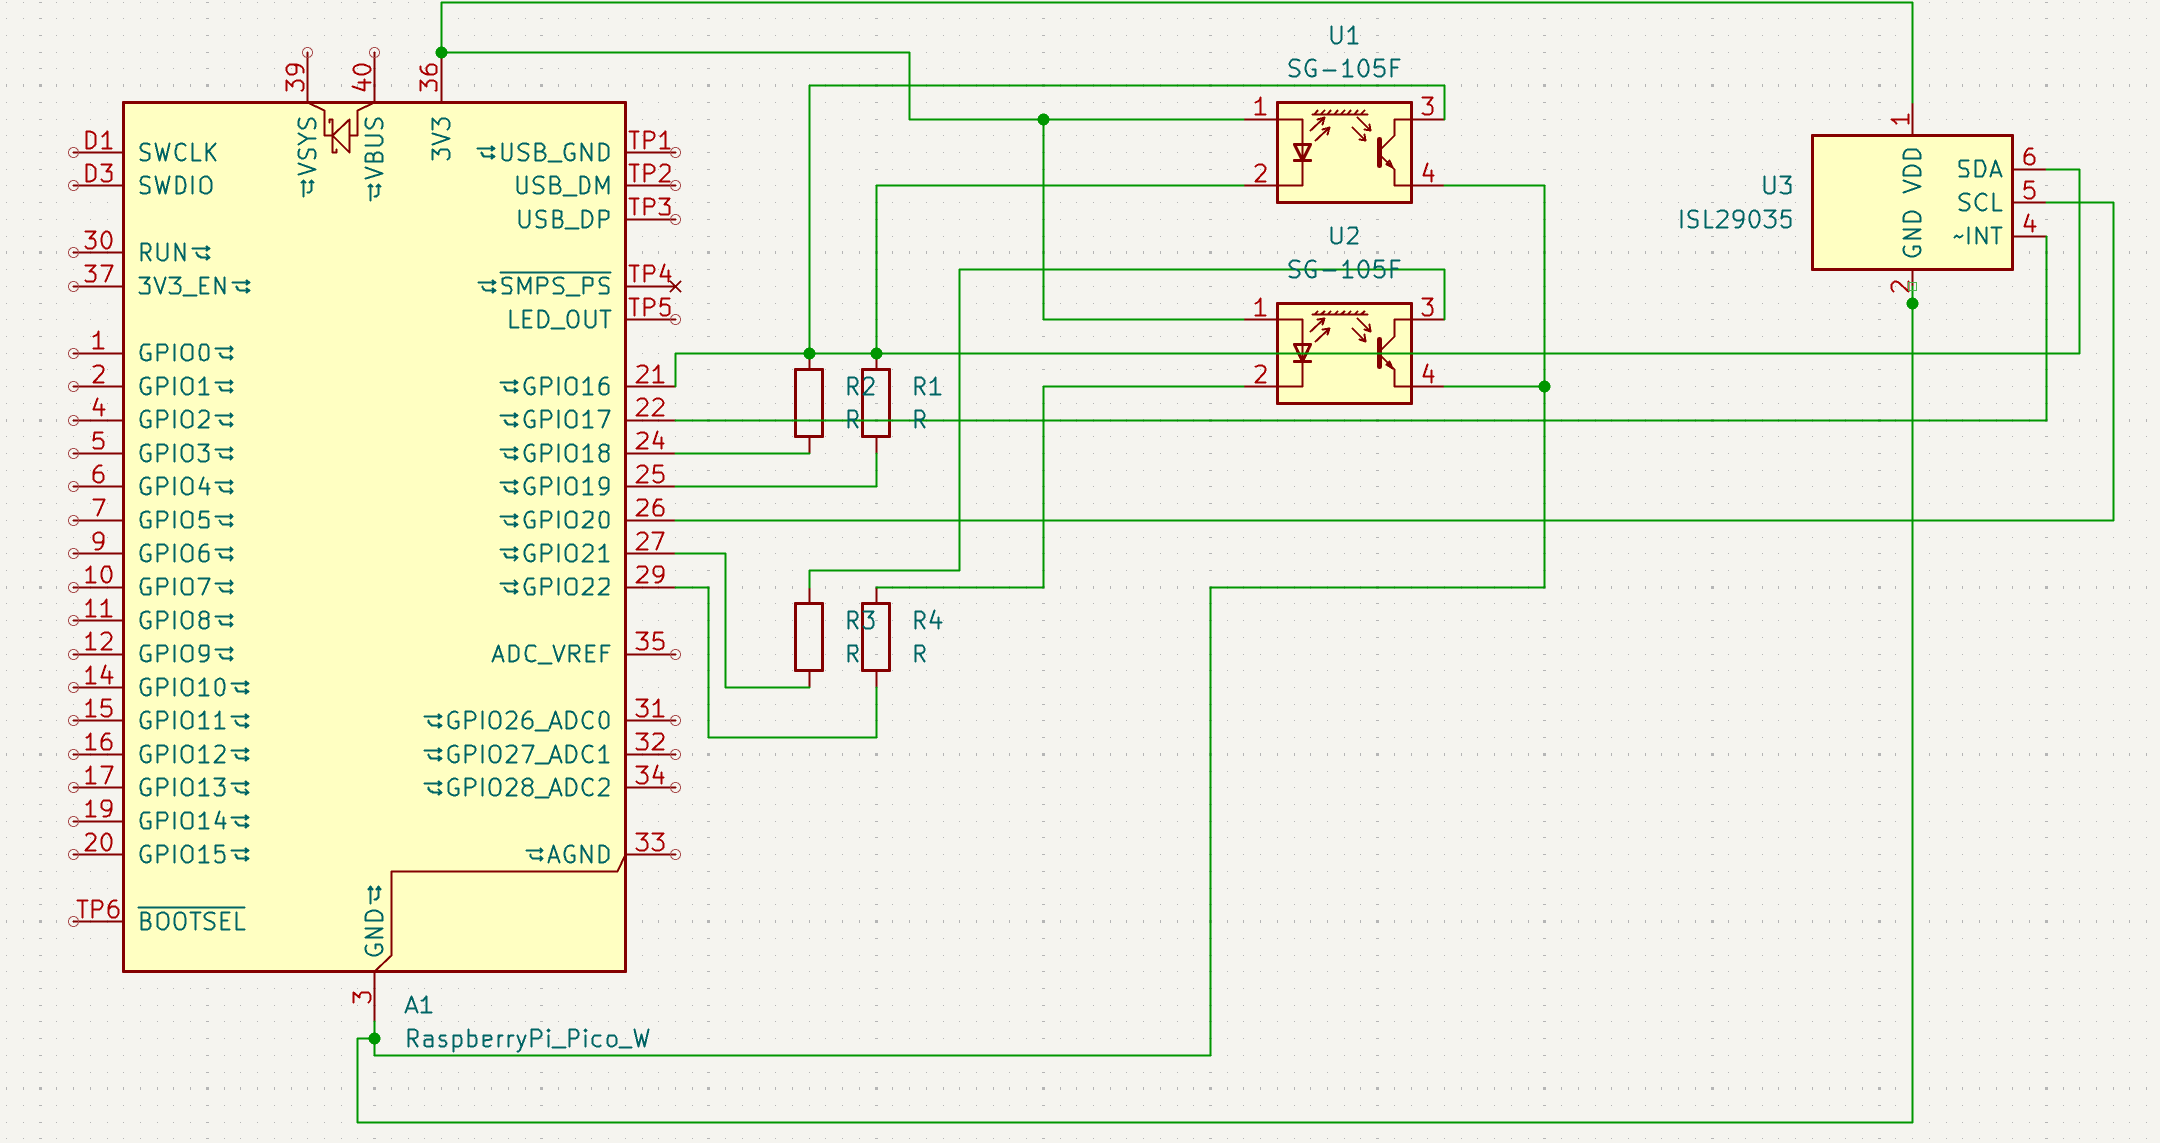 39
VSYS
40
VBUS
36
3V3
D1
SWCLK
D3
SWDIO
30
RUN
37
3V3_EN
1
GPIO0
2
GPIO1
4
GPIO2
5
GPIO3
6
GPIO4
7
GPIO5
9
GPIO6
10
GPIO7
11
GPIO8
12
GPIO9
14
GPIO10
15
GPIO11
16
GPIO12
17
GPIO13
19
GPIO14
20
GPIO15
TP6
BOOTSEL
TP1
USB_GND
TP2
USB_DM
TP3
USB_DP
TP4
SMPS_PS
TP5
LED_OUT
21
GPIO16
22
GPIO17
24
GPIO18
25
GPIO19
26
GPIO20
27
GPIO21
29
GPIO22
35
ADC_VREF
31
GPIO26_ADC0
32
GPIO27_ADC1
34
GPIO28_ADC2
33
AGND
GND
3
A1
RaspberryPi_Pico_W
R2
R
R1
R
R3
R
R4
R
U1
SG-105F
1
2
3
4
U2
SG-105F
1
2
3
4
U3
ISL29035
1
VDD
GND
2
SDA
6
SCL
5
~INT
4